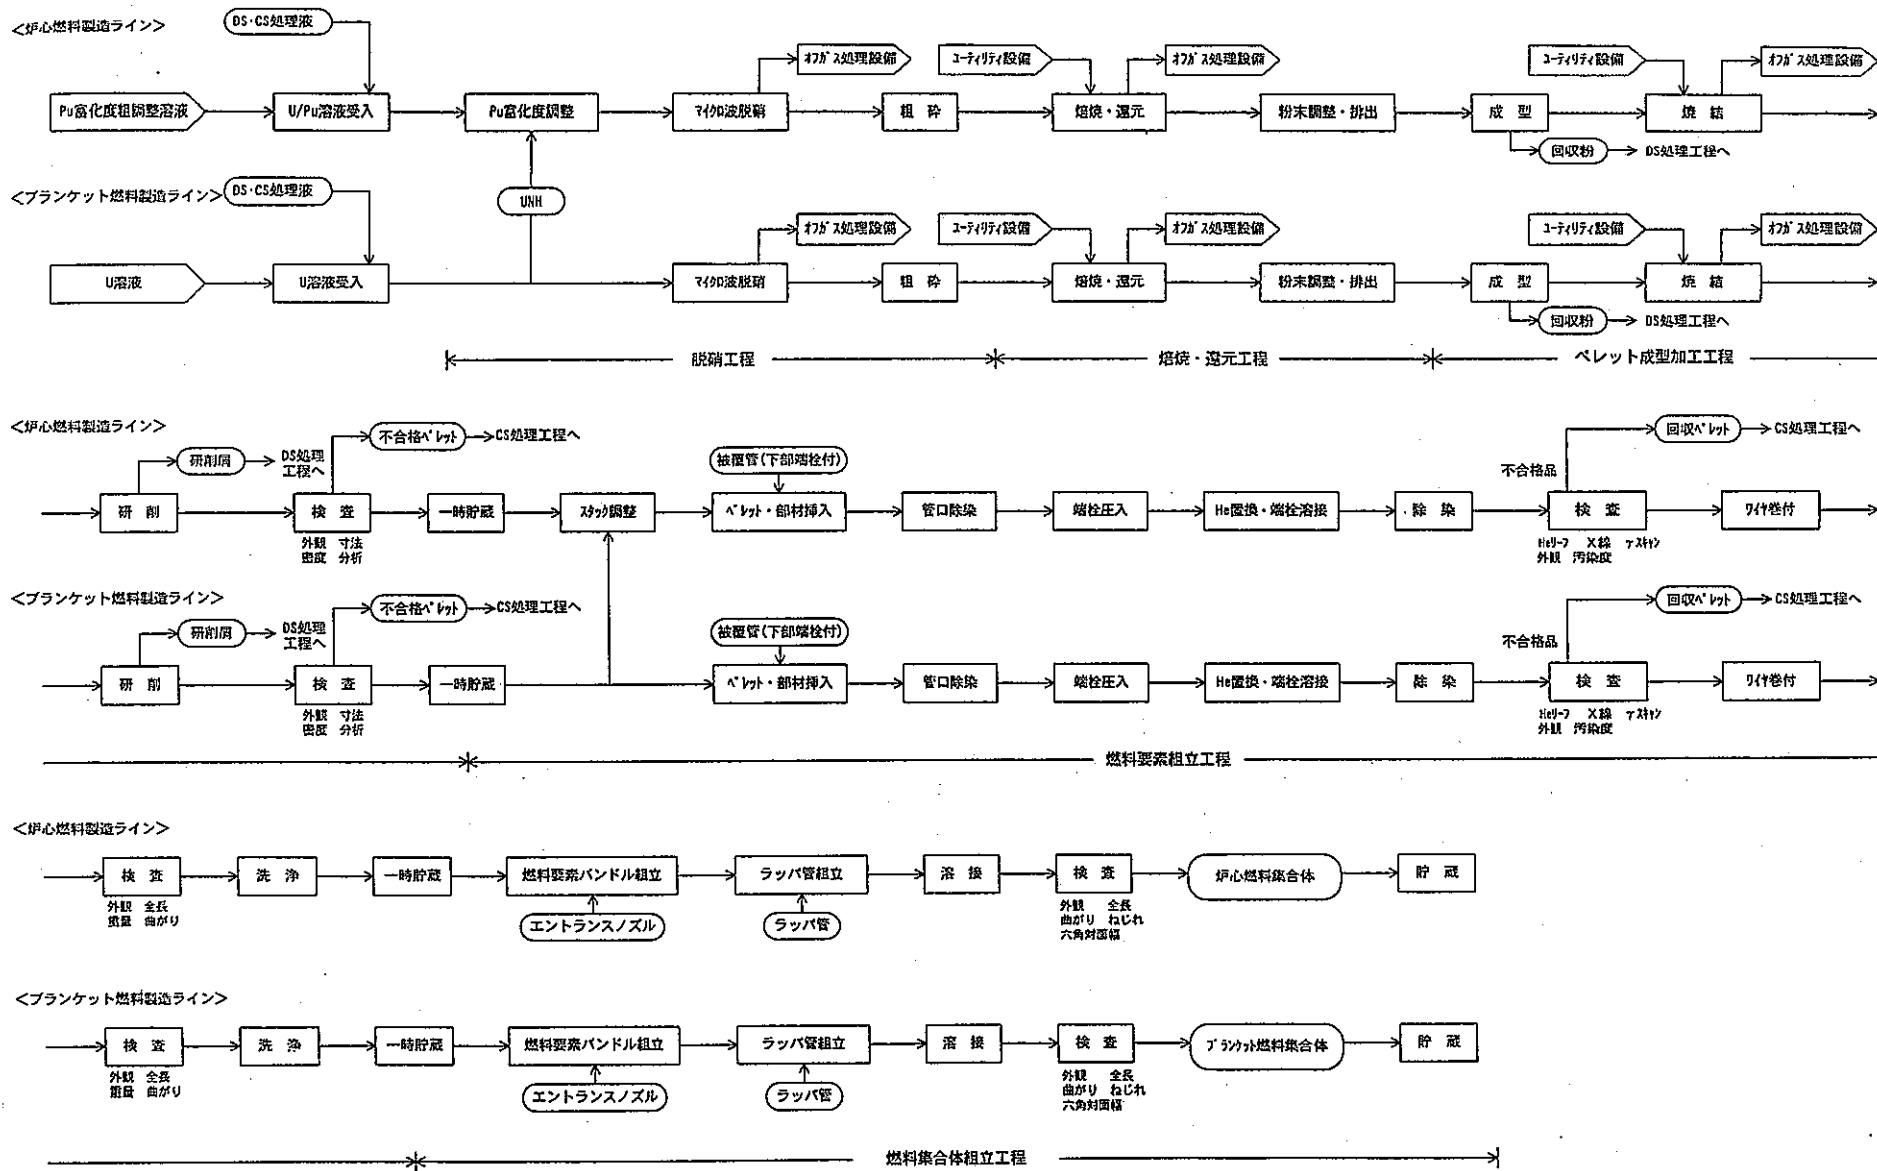 <炉心燃料製造ライン>
DS・CS処理液
オフガス処理設備
ユーティリティ設備
オフガス処理設備
ユーティリティ設備
オフガス処理設備
Pu富化度粗調整溶液
U/Pu溶液受入
Pu富化度調整
マイクロ波脱硝
粗 砕
焙焼・還元
粉末調整・排出
成 型
焼 結
回収粉
DS処理工程へ
<ブランケット燃料製造ライン>
DS・CS処理液
UNH
オフガス処理設備
ユーティリティ設備
オフガス処理設備
ユーティリティ設備
オフガス処理設備
U溶液
U溶液受入
マイクロ波脱硝
粗 砕
焙焼・還元
粉末調整・排出
成 型
焼 結
回収粉
DS処理工程へ
脱硝工程
焙焼・還元工程
ペレット成型加工工程
<炉心燃料製造ライン>
研削屑
DS処理
工程へ
不合格ペレット
CS処理工程へ
被覆管(下部端栓付)
回収ペレット
CS処理工程へ
不合格品
研 削
検 査
一時貯蔵
スタック調整
ペレット・部材挿入
管口除染
端栓圧入
He置換・端栓溶接
除 染
検 査
ワイヤ巻付
外観 寸法
密度 分析
Heリーク X線 γスキャン
外観 汚染度
<ブランケット燃料製造ライン>
研削屑
DS処理
工程へ
不合格ペレット
CS処理工程へ
被覆管(下部端栓付)
回収ペレット
CS処理工程へ
不合格品
研 削
検 査
一時貯蔵
ペレット・部材挿入
管口除染
端栓圧入
He置換・端栓溶接
除 染
検 査
ワイヤ巻付
外観 寸法
密度 分析
Heリーク X線 γスキャン
外観 汚染度
燃料要素組立工程
<炉心燃料製造ライン>
検 査
洗 浄
一時貯蔵
燃料要素バンドル組立
ラッパ管組立
溶 接
検 査
炉心燃料集合体
貯 蔵
外観 全長
重量 曲がり
エントランスノズル
ラッパ管
外観 全長
曲がり ねじれ
六角対面幅
<ブランケット燃料製造ライン>
検 査
洗 浄
一時貯蔵
燃料要素バンドル組立
ラッパ管組立
溶 接
検 査
ブランケット燃料集合体
貯 蔵
外観 全長
重量 曲がり
エントランスノズル
ラッパ管
外観 全長
曲がり ねじれ
六角対面幅
燃料集合体組立工程